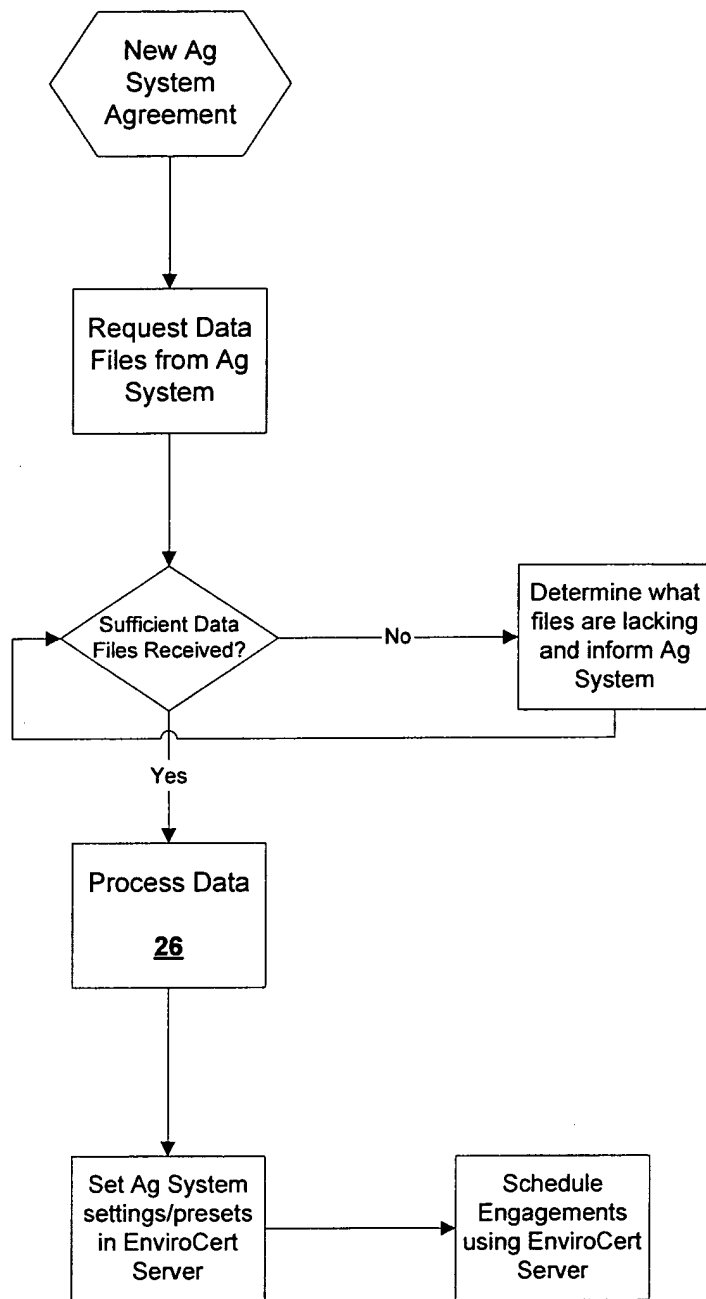 New Ag
System
Agreement
Request Data
Files from Ag
System
Sufficient Data
Files Received?
No
Determine what
files are lacking
and inform Ag
System
Yes
Process Data
26
Set Ag System
settings/presets
in EnviroCert
Server
Schedule
Engagements
using EnviroCert
Server